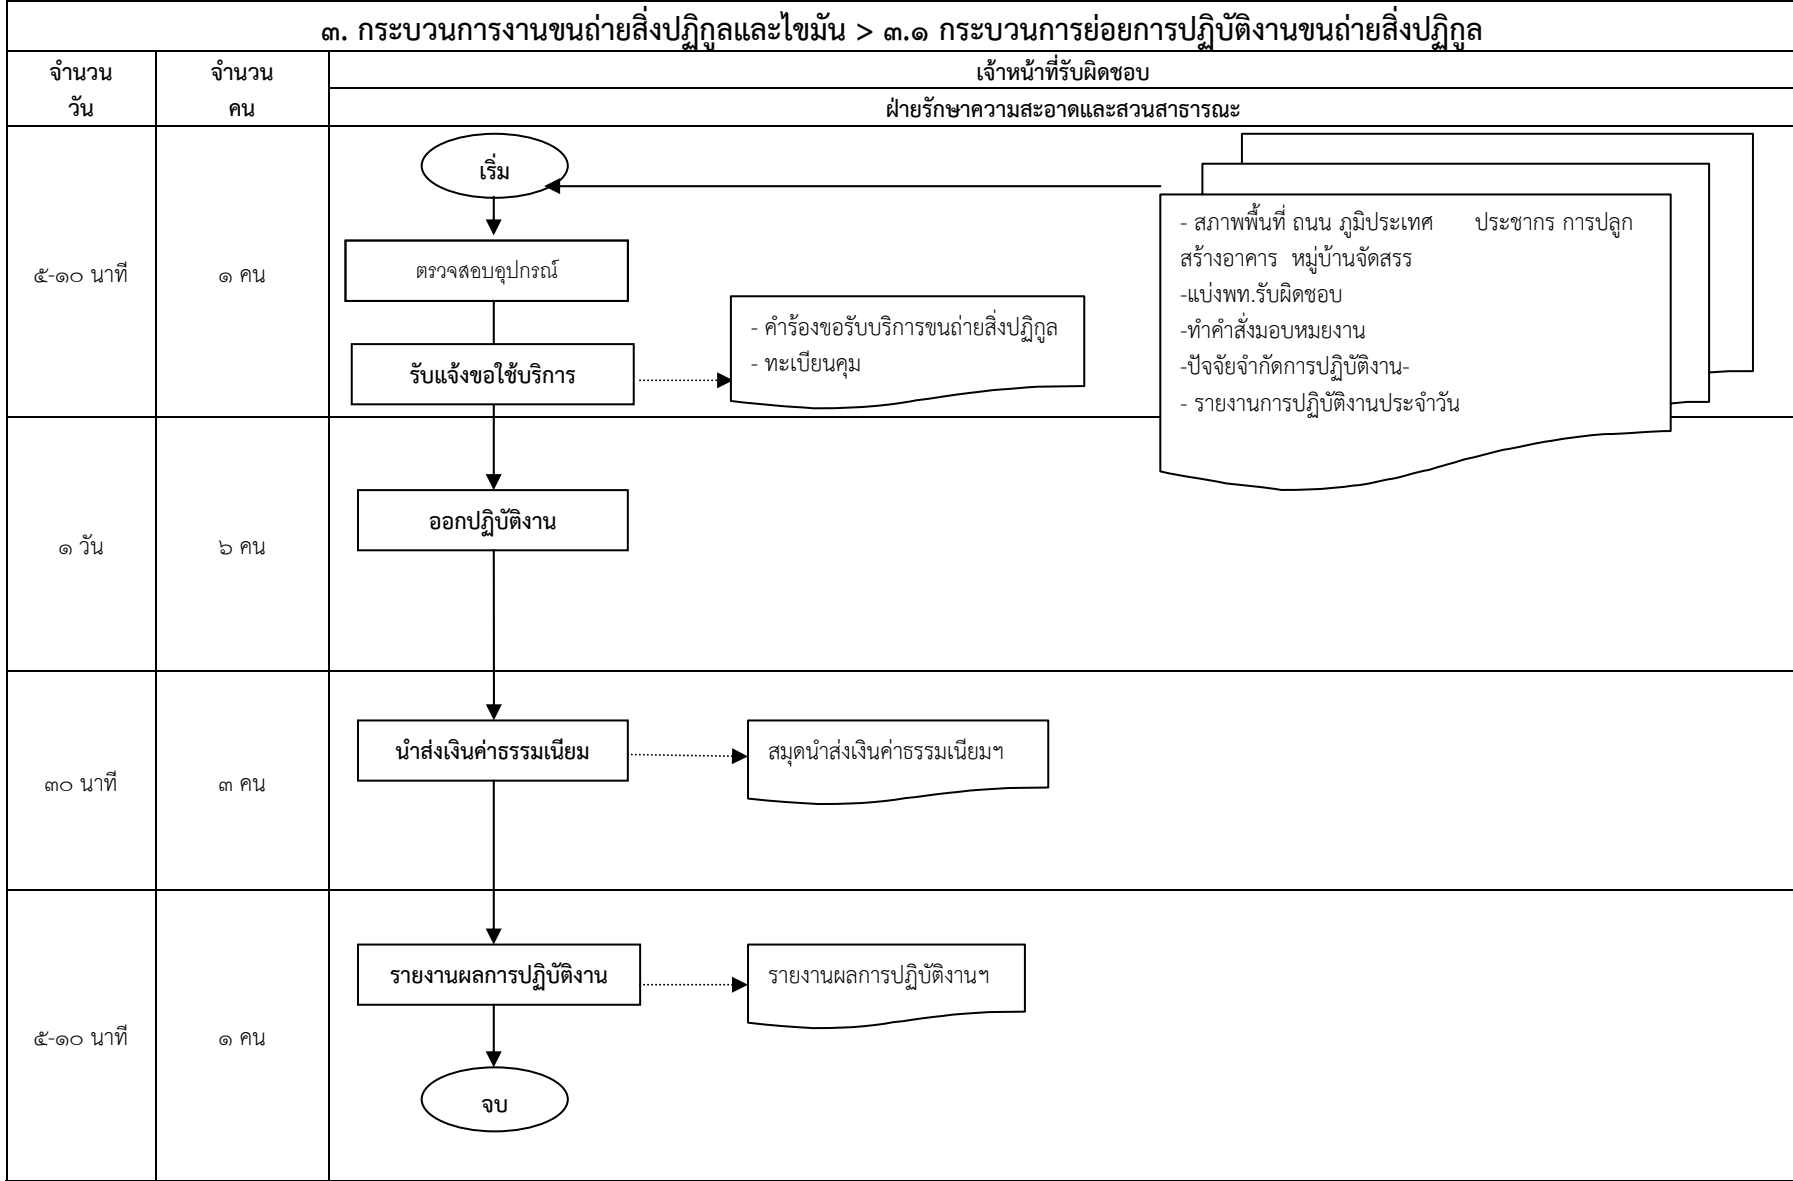 ๓. กระบวนการงานขนถ่ายสิ่งปฏิกูลและไขมัน > ๓.๑ กระบวนการย่อยการปฏิบัติงานขนถ่ายสิ่งปฏิกูล
จำนวน
วัน
จำนวน
คน
เจ้าหน้าที่รับผิดชอบ
ฝ่ายรักษาความสะอาดและสวนสาธารณะ
๕-๑๐ นาที
๑ คน
เริ่ม
ตรวจสอบอุปกรณ์
รับแจ้งขอใช้บริการ
- คำร้องขอรับบริการขนถ่ายสิ่งปฏิกูล
- ทะเบียนคุม
- สภาพพื้นที่ ถนน ภูมิประเทศ ประชากร การปลูก
สร้างอาคาร หมู่บ้านจัดสรร
-แบ่งพท.รับผิดชอบ
-ทำคำสั่งมอบหมยงาน
-ปัจจัยจำกัดการปฏิบัติงาน-
- รายงานการปฏิบัติงานประจำวัน
๑ วัน
๖ คน
ออกปฏิบัติงาน
๓๐ นาที
๓ คน
นำส่งเงินค่าธรรมเนียม
สมุดนำส่งเงินค่าธรรมเนียมฯ
๕-๑๐ นาที
๑ คน
รายงานผลการปฏิบัติงาน
รายงานผลการปฏิบัติงานฯ
จบ